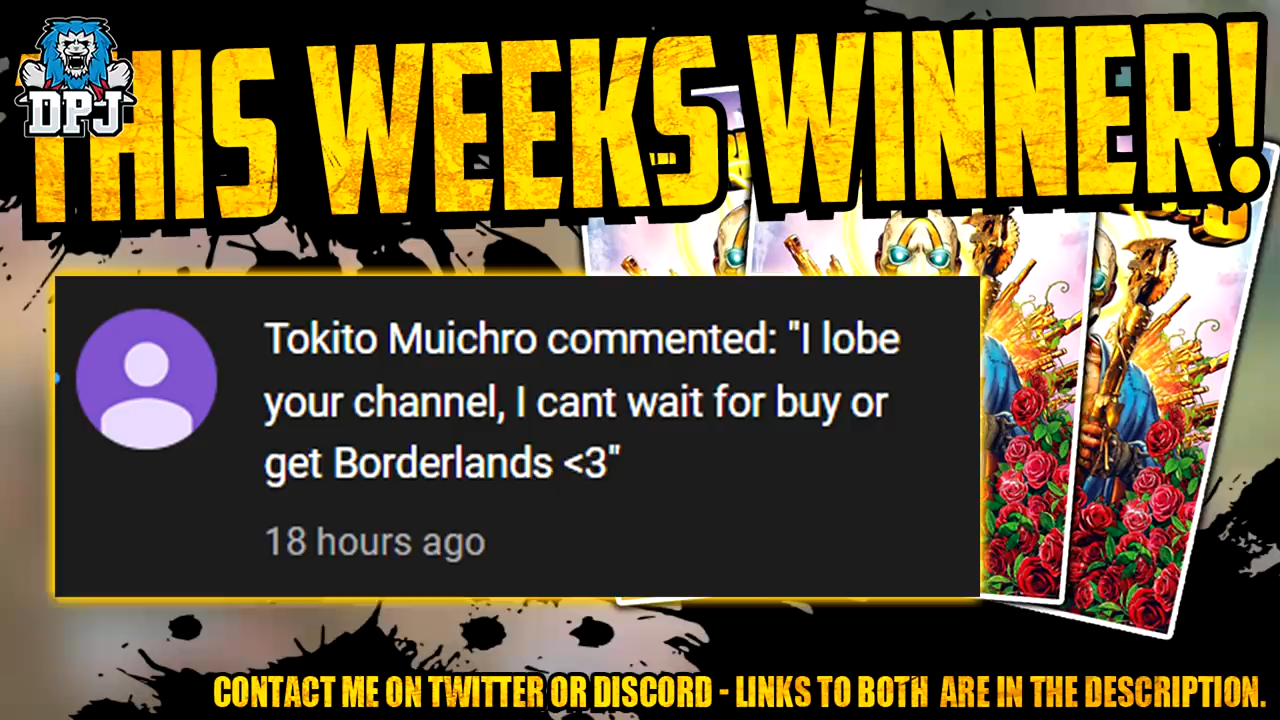 THIS WEEKS WINNER!
DPJ
Tokito Muichro commented: "I lobe
your channel, I cant wait for buy or
get Borderlands <3"
18 hours ago
CONTACT ME ON TWITTER OR DISCORD - LINKS TO BOTH ARE IN THE DESCRIPTION.